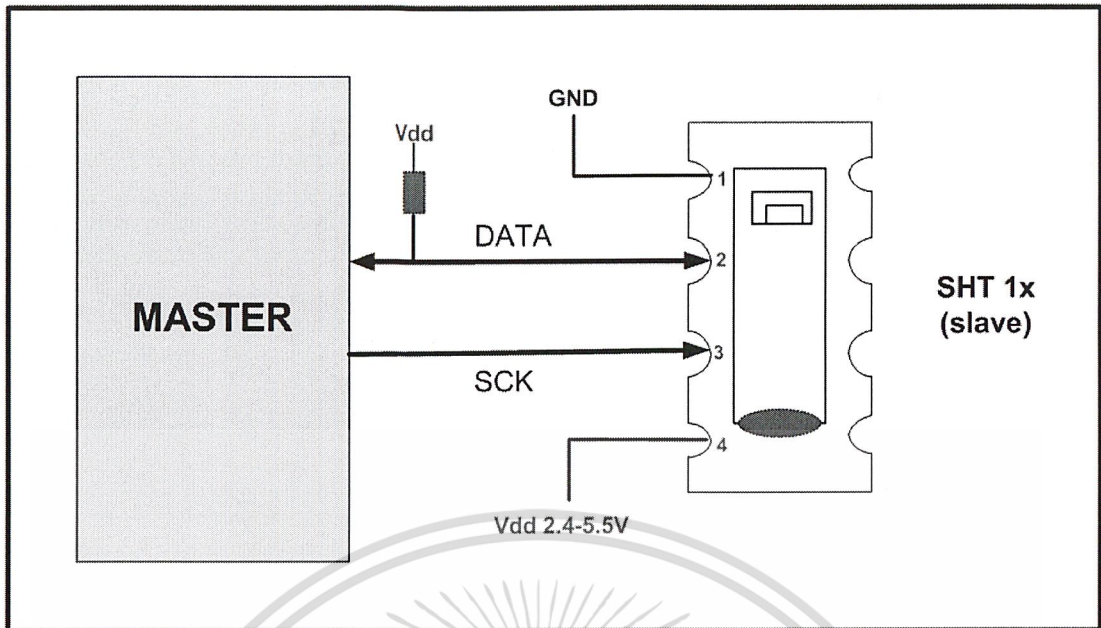 GND
Vdd
1
DATA
2
MASTER
SHT 1x
(slave)
3
SCK
4
Vdd 2.4-5.5V